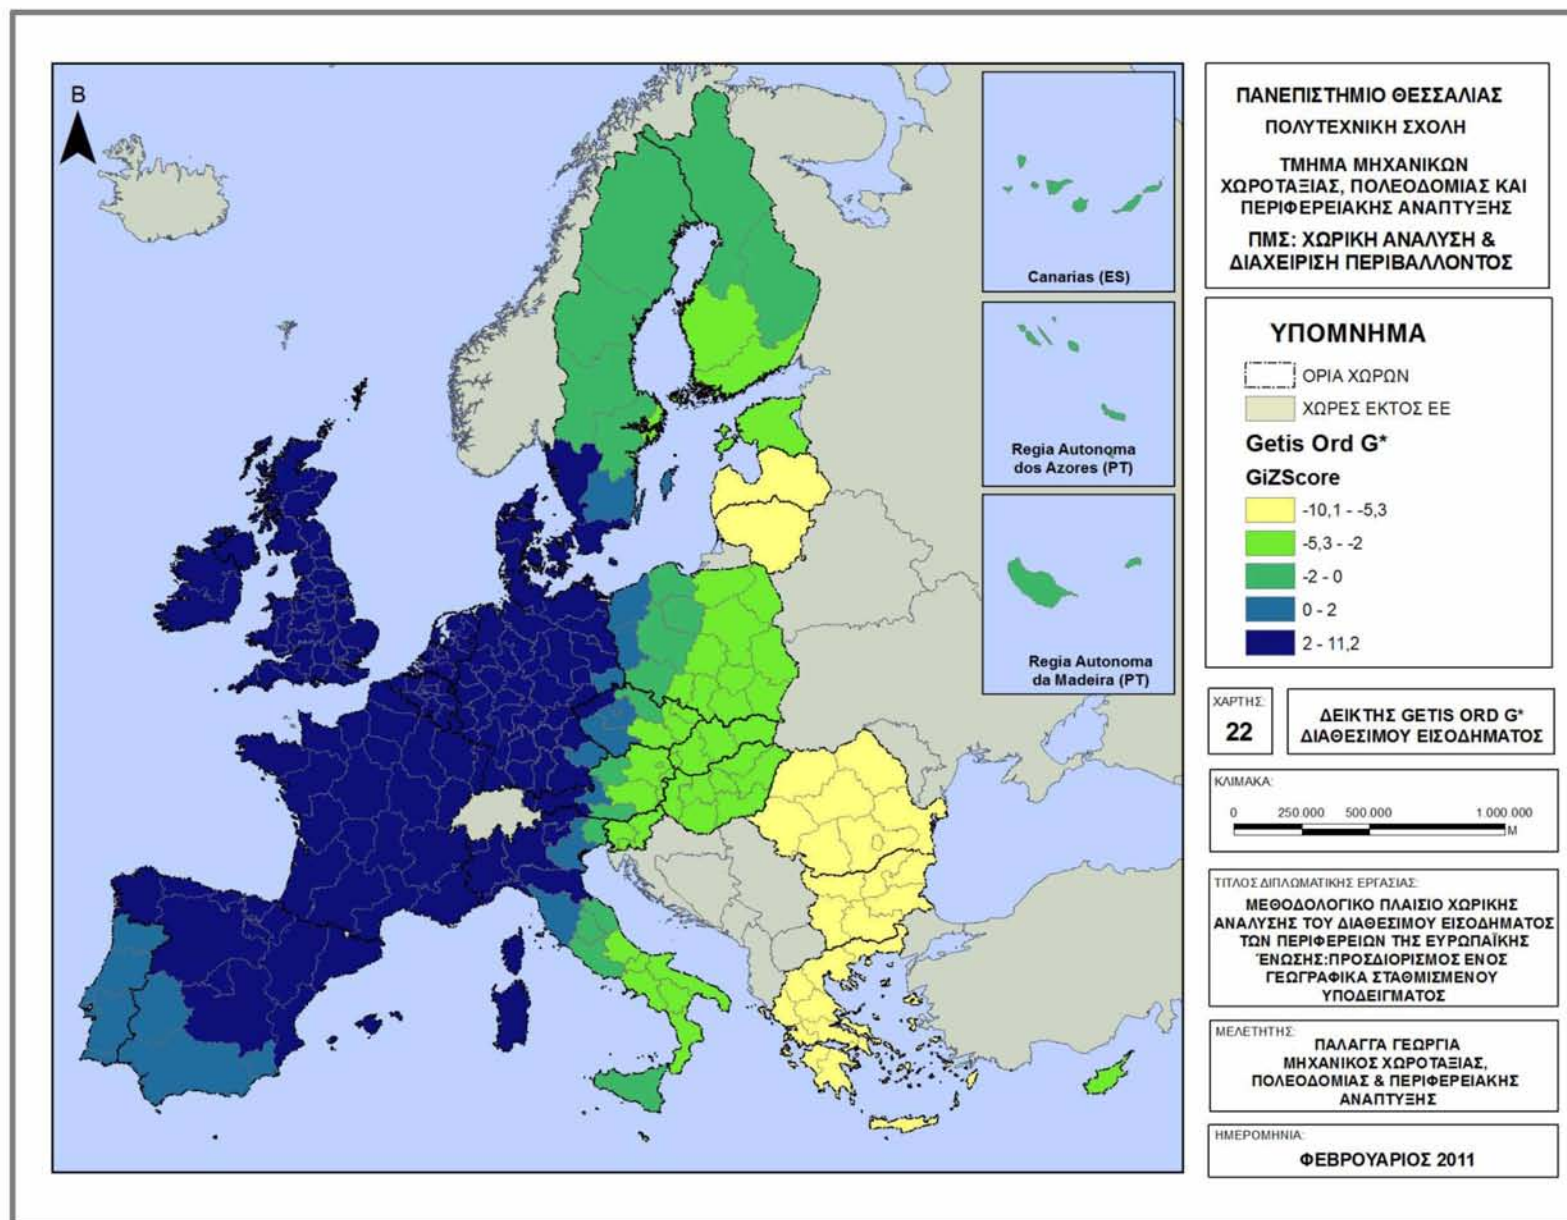 Β
Canarias (ES)
Regia Autonoma
dos Azores (PT)
Regia Autonoma
da Madeira (PT)
ΠΑΝΕΠΙΣΤΗΜΙΟ ΘΕΣΣΑΛΙΑΣ
ΠΟΛΥΤΕΧΝΙΚΗ ΣΧΟΛΗ
ΤΜΗΜΑ ΜΗΧΑΝΙΚΩΝ
ΧΩΡΟΤΑΞΙΑΣ, ΠΟΛΕΟΔΟΜΙΑΣ ΚΑΙ
ΠΕΡΙΦΕΡΕΙΑΚΗΣ ΑΝΑΠΤΥΞΗΣ
ΠΜΣ: ΧΩΡΙΚΗ ΑΝΑΛΥΣΗ &
ΔΙΑΧΕΙΡΙΣΗ ΠΕΡΙΒΑΛΛΟΝΤΟΣ
ΥΠΟΜΝΗΜΑ
ΟΡΙΑ ΧΩΡΩΝ
ΧΩΡΕΣ ΕΚΤΟΣ ΕΕ
Getis Ord G*
GiZScore
-10,1 - -5,3
-5,3 - -2
-2 - 0
0 - 2
2 - 11,2
ΧΑΡΤΗΣ:
22
ΔΕΙΚΤΗΣ GETIS ORD G*
ΔΙΑΘΕΣΙΜΟΥ ΕΙΣΟΔΗΜΑΤΟΣ
ΚΛΙΜΑΚΑ:
0 250.000 500.000 1.000.000
M
ΤΙΤΛΟΣ ΔΙΠΛΩΜΑΤΙΚΗΣ ΕΡΓΑΣΙΑΣ:
ΜΕΘΟΔΟΛΟΓΙΚΟ ΠΛΑΙΣΙΟ ΧΩΡΙΚΗΣ
ΑΝΑΛΥΣΗΣ ΤΟΥ ΔΙΑΘΕΣΙΜΟΥ ΕΙΣΟΔΗΜΑΤΟΣ
ΤΩΝ ΠΕΡΙΦΕΡΕΙΩΝ ΤΗΣ ΕΥΡΩΠΑΪΚΗΣ
ΈΝΩΣΗΣ:ΠΡΟΣΔΙΟΡΙΣΜΟΣ ΕΝΟΣ
ΓΕΩΓΡΑΦΙΚΑ ΣΤΑΘΜΙΣΜΕΝΟΥ
ΥΠΟΔΕΙΓΜΑΤΟΣ
ΜΕΛΕΤΗΤΗΣ:
ΠΑΛΑΓΓΑ ΓΕΩΡΓΙΑ
ΜΗΧΑΝΙΚΟΣ ΧΩΡΟΤΑΞΙΑΣ,
ΠΟΛΕΟΔΟΜΙΑΣ & ΠΕΡΙΦΕΡΕΙΑΚΗΣ
ΑΝΑΠΤΥΞΗΣ
ΗΜΕΡΟΜΗΝΙΑ:
ΦΕΒΡΟΥΑΡΙΟΣ 2011